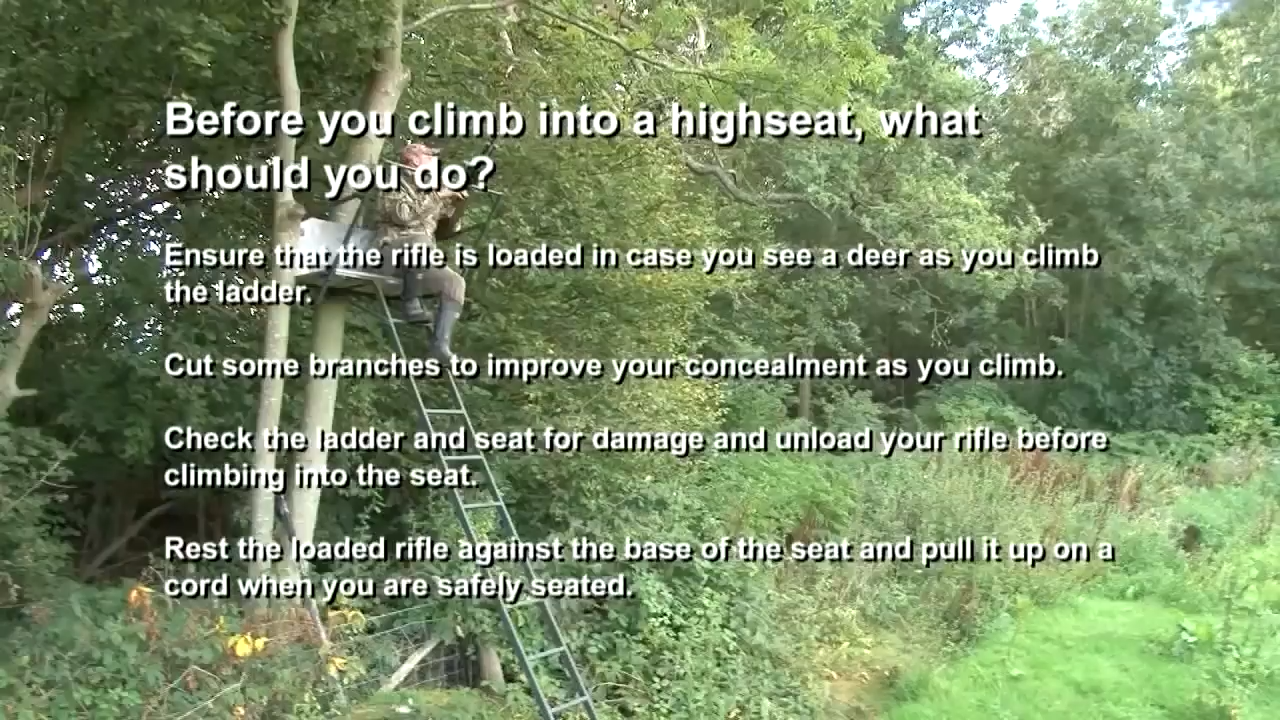 Before you climb into a highseat, what
should you do?
Ensure that the rifle is loaded in case you see a deer as you climb
the ladder.
Cut some branches to improve your concealment as you climb.
Check the ladder and seat for damage and unload your rifle before
climbing into the seat.
Rest the loaded rifle against the base of the seat and pull it up on a
cord when you are safely seated.